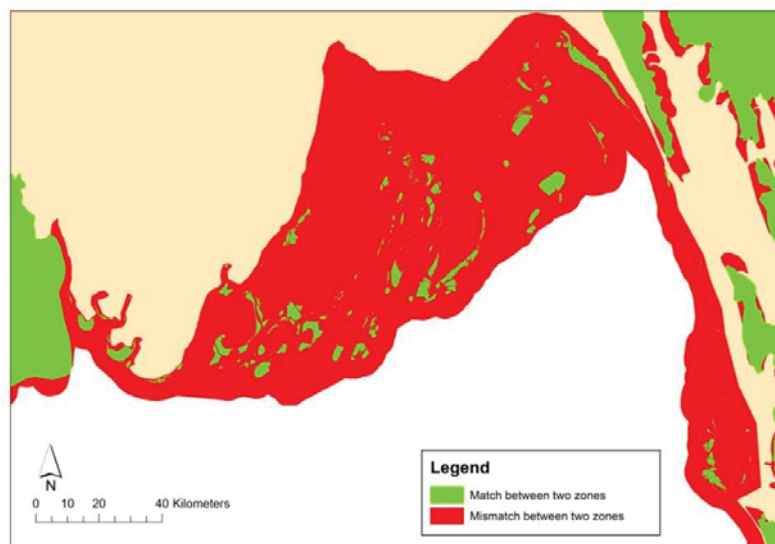 N
0 10 20 40 Kilometers
Legend
Match between two zones
Mismatch between two zones